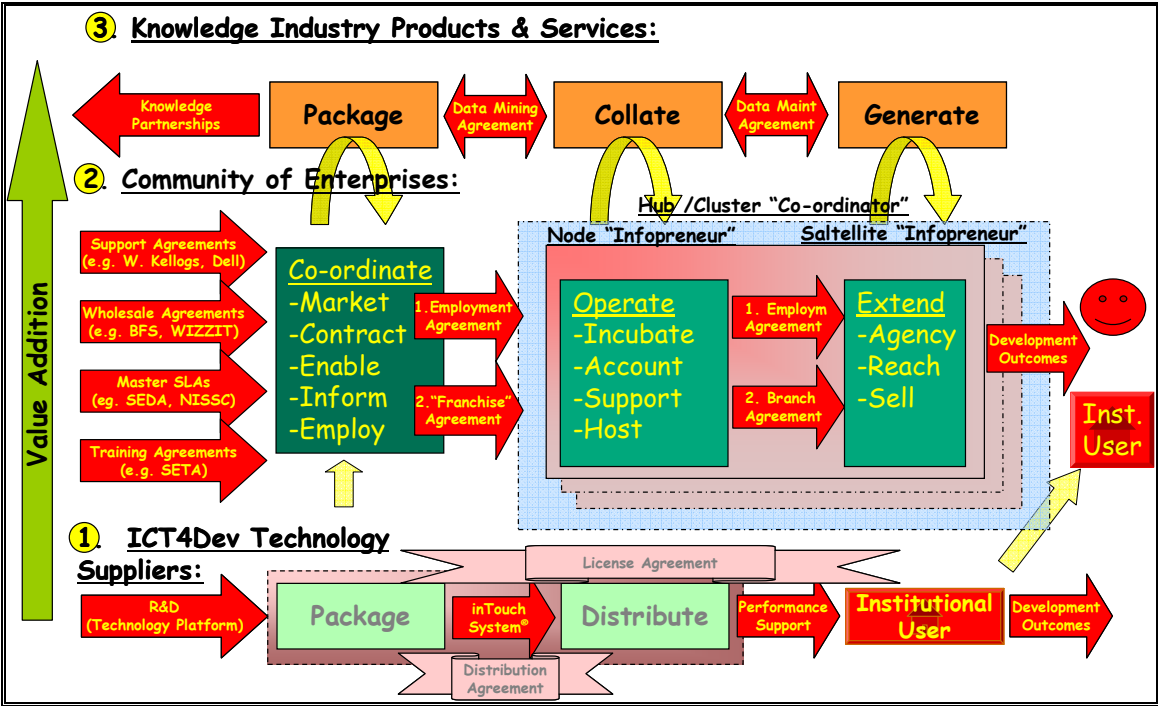 3. Knowledge Industry Products & Services:
Knowledge
Partnerships
Package
Data Mining
Agreement
Collate
Data Maint
Agreement
Generate
2. Community of Enterprises:
Hub /Cluster “Co-ordinator”
Node “Infopreneur”
Saltellite “Infopreneur”
Value Addition
Support Agreements
(e.g. W. Kellogs, Dell)
Wholesale Agreements
(e.g. BFS, WIZZIT)
Master SLAs
(eg. SEDA, NISSC)
Training Agreements
(e.g. SETA)
Co-ordinate
-Market
-Contract
-Enable
-Inform
-Employ
1.Employment
Agreement
2.“Franchise”
Agreement
Operate
-Incubate
-Account
-Support
-Host
1. Employm
Agreement
2. Branch
Agreement
Extend
-Agency
-Reach
-Sell
Development
Outcomes
Inst.
User
1. ICT4Dev Technology
Suppliers:
License Agreement
R&D
(Technology Platform)
Package
inTouch
System©
Distribute
Performance
Support
Institutional
User
Development
Outcomes
Distribution
Agreement